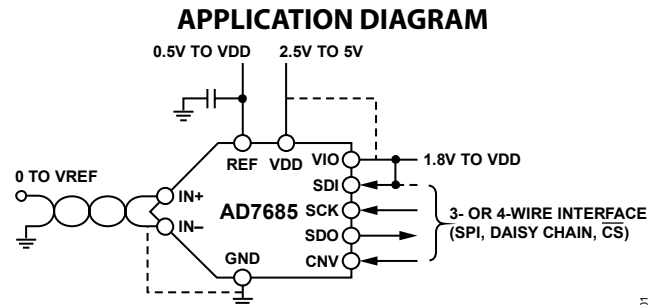 APPLICATION DIAGRAM
0.5V TO VDD
2.5V TO 5V
REF
VDD
VIO
1.8V TO VDD
0 TO VREF
SDI
IN+
AD7685
SCK
3- OR 4-WIRE INTERFACE
(SPI, DAISY CHAIN, CS)
IN–
SDO
GND
CNV